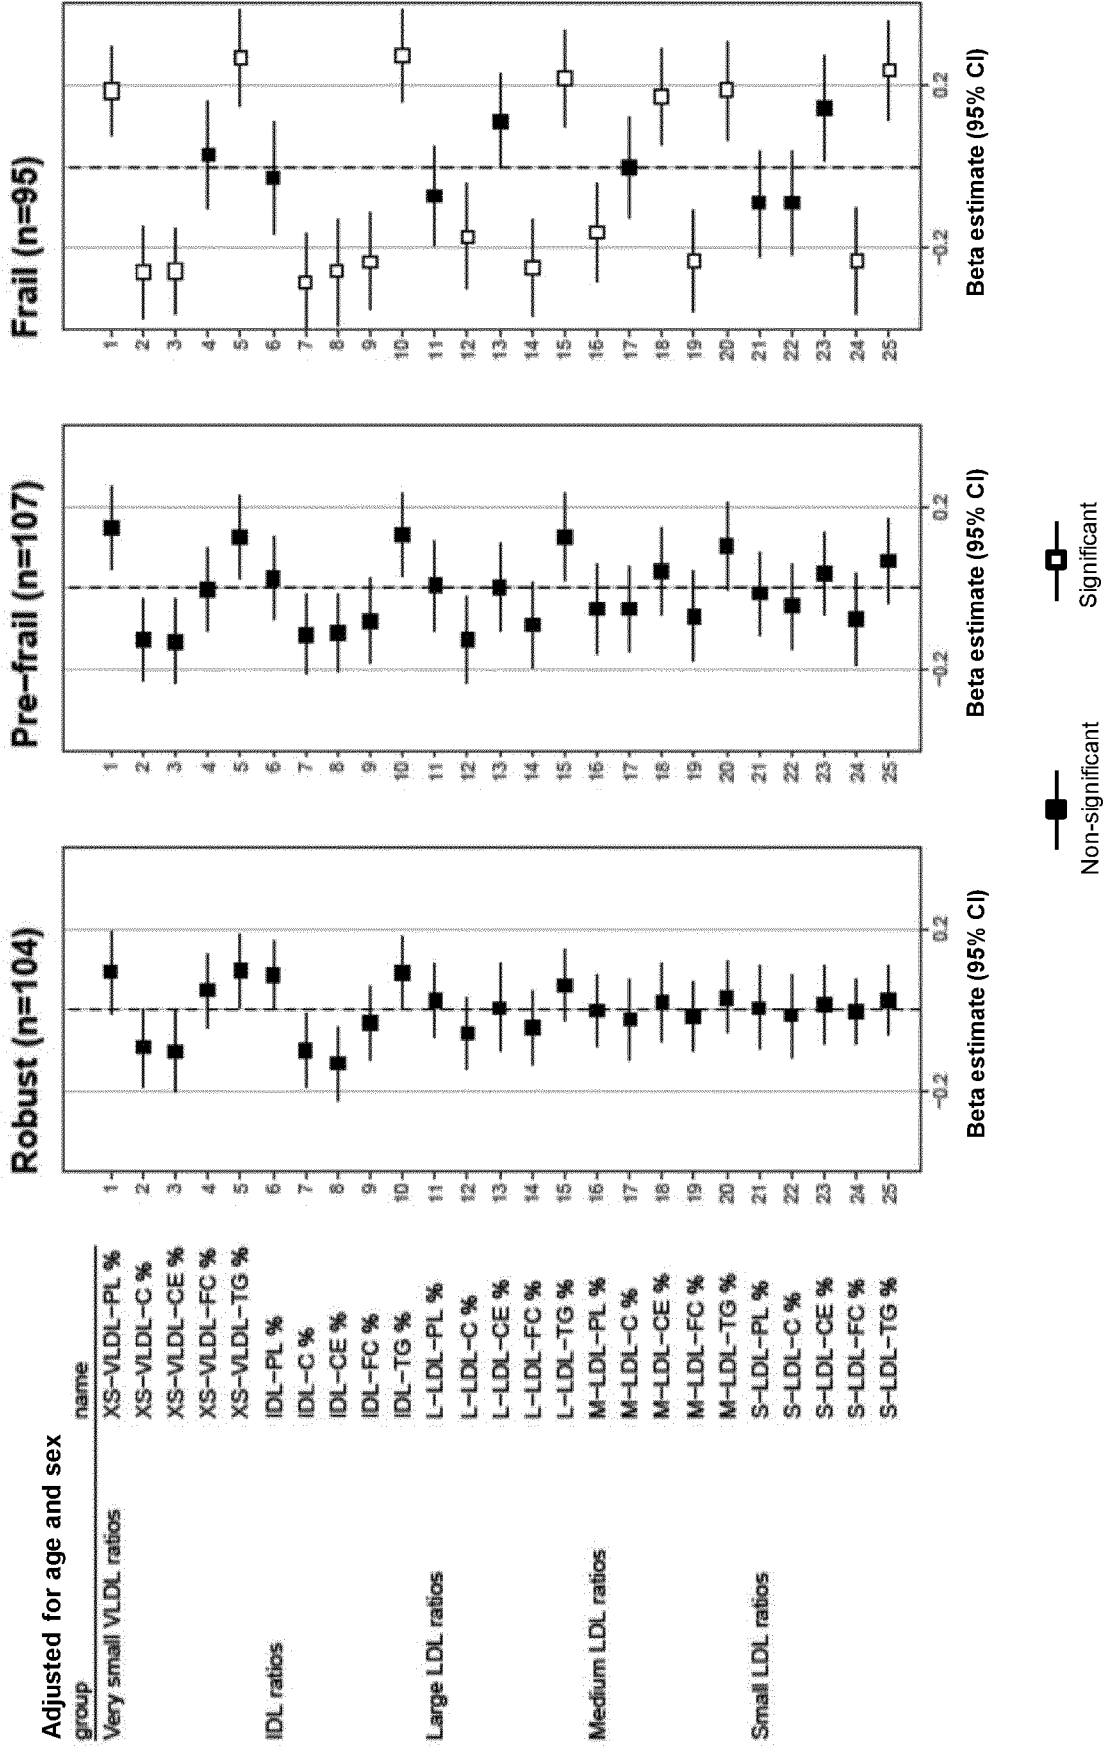 Adjusted for age and sex
group name
Very small VLDL ratios XS-VLDL-PL %
XS-VLDL-C %
XS-VLDL-CE %
XS-VLDL-FC %
XS-VLDL-TG %
IDL ratios IDL-PL %
IDL-C %
IDL-CE %
IDL-FC %
IDL-TG %
Large LDL ratios L-LDL-PL %
L-LDL-C %
L-LDL-CE %
L-LDL-FC %
L-LDL-TG %
Medium LDL ratios M-LDL-PL %
M-LDL-C %
M-LDL-CE %
M-LDL-FC %
M-LDL-TG %
Small LDL ratios S-LDL-PL %
S-LDL-C %
S-LDL-CE %
S-LDL-FC %
S-LDL-TG %
Robust (n=104)
1
2
3
4
5
6
7
8
9
10
11
12
13
14
15
16
17
18
19
20
21
22
23
24
25
-0.2 0.2
Beta estimate (95% CI)
Pre-frail (n=107)
1
2
3
4
5
6
7
8
9
10
11
12
13
14
15
16
17
18
19
20
21
22
23
24
25
-0.2 0.2
Beta estimate (95% CI)
Frail (n=95)
1
2
3
4
5
6
7
8
9
10
11
12
13
14
15
16
17
18
19
20
21
22
23
24
25
-0.2 0.2
Beta estimate (95% CI)
Non-significant Significant